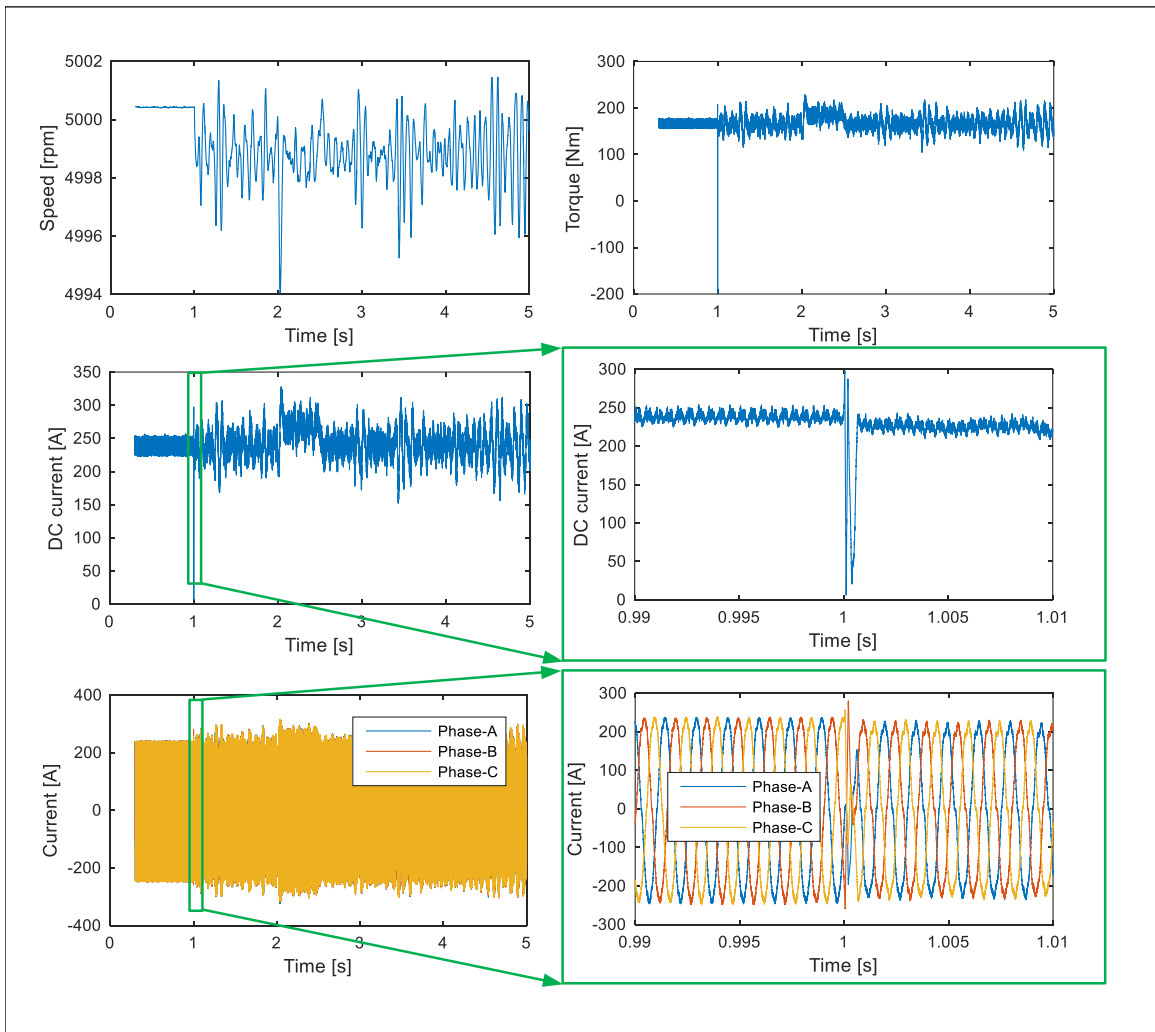 5002
5000
4998
4996
4994
Speed [rpm]
0 1 2 3 4 5
Time [s]
300
200
100
0
-100
-200
Torque [Nm]
0 1 2 3 4 5
Time [s]
350
300
250
200
150
100
50
0
DC current [A]
0 1 2 3 4 5
Time [s]
300
250
200
150
100
50
0
DC current [A]
0.99 0.995 1 1.005 1.01
Time [s]
400
200
0
-200
-400
Current [A]
Phase-A
Phase-B
Phase-C
0 1 2 3 4 5
Time [s]
300
200
100
0
-100
-200
-300
Current [A]
Phase-A
Phase-B
Phase-C
0.99 0.995 1 1.005 1.01
Time [s]